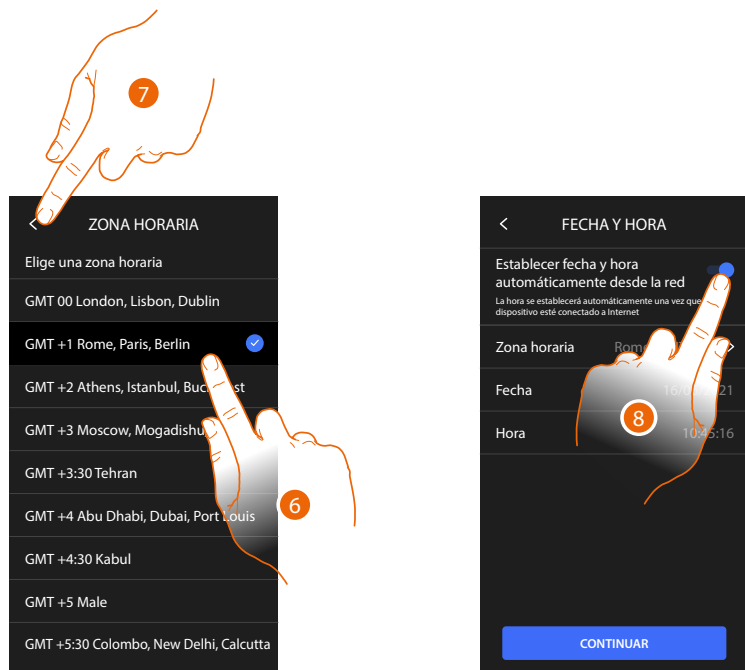 7
ZONA HORARIA
Elige una zona horaria
GMT 00 London, Lisbon, Dublin
GMT +1 Rome, Paris, Berlin
GMT +2 Athens, Istanbul,
GMT +3 Moscow, Mogadishu
GMT +3:30 Tehran
GMT +4 Abu Dhabi, Dubai, Port Louis
6
GMT +4:30 Kabul
GMT +5 Male
GMT +5:30 Colombo, New Delhi, Calcutta
FECHA Y HORA
Establecer fecha y hora
automáticamente desde la red
La hora se establecerá automáticamente una vez que
dispositivo esté conectado a Internet
Zona horaria
Fecha
8
Hora 10:45:16
CONTINUAR